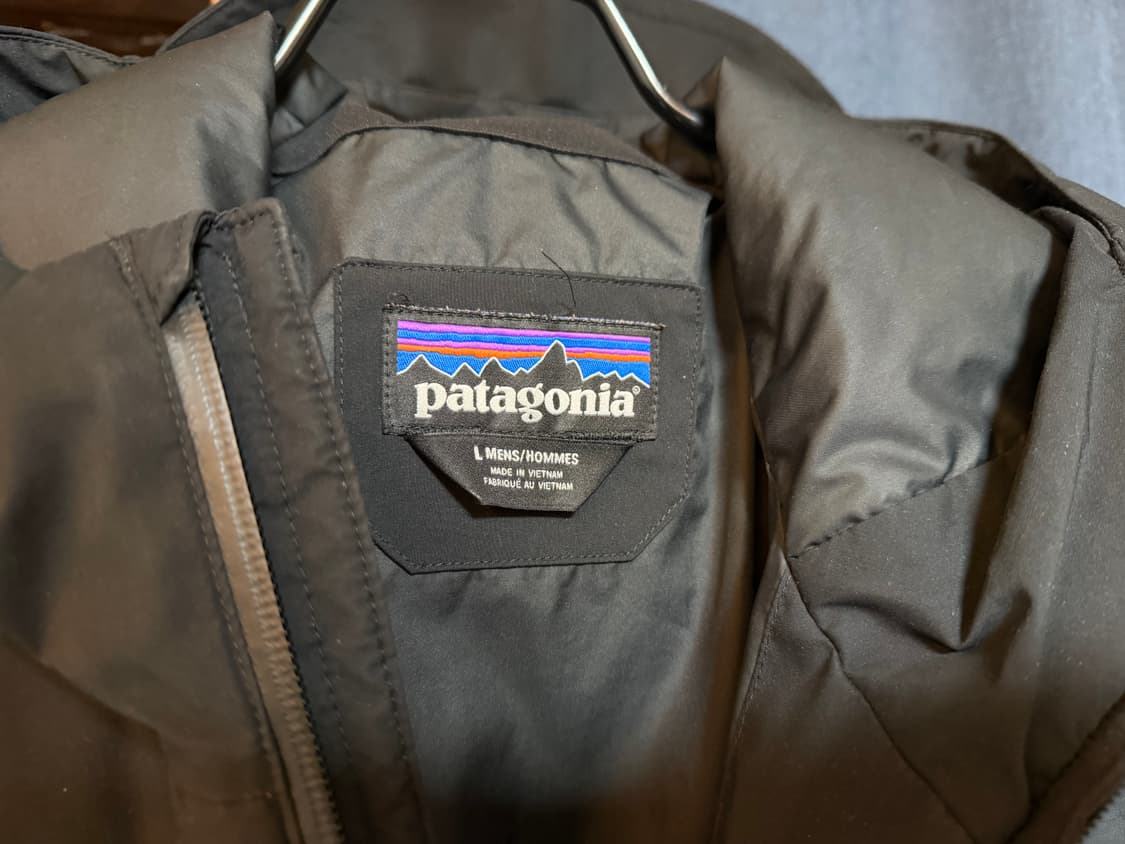 patagonia®
L MENS/HOMMES
MADE IN VIETNAM
FABRIQUÉ AU VIETNAM